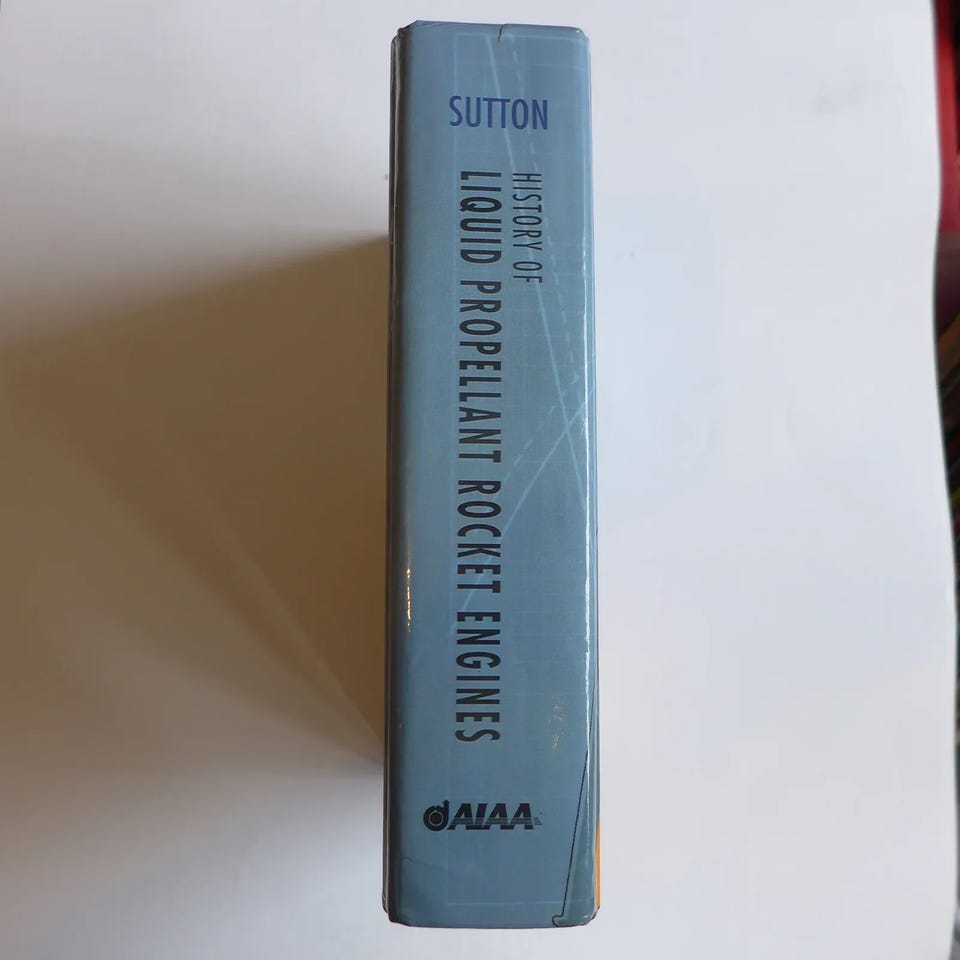 SUTTON
HISTORY OF
LIQUID PROPELLANT ROCKET ENGINES
AIAA